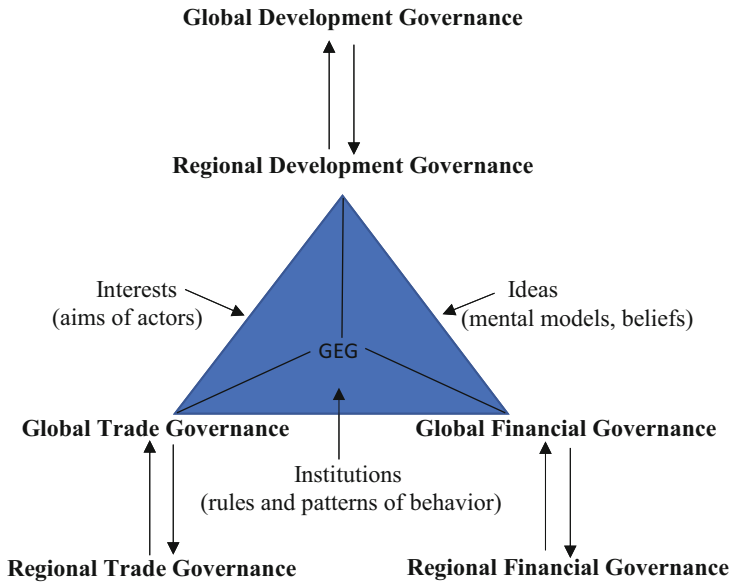 Global Development Governance
Regional Development Governance
Interests
(aims of actors)
Ideas
(mental models, beliefs)
GEG
Global Trade Governance
Global Financial Governance
Institutions
(rules and patterns of behavior)
Regional Trade Governance
Regional Financial Governance